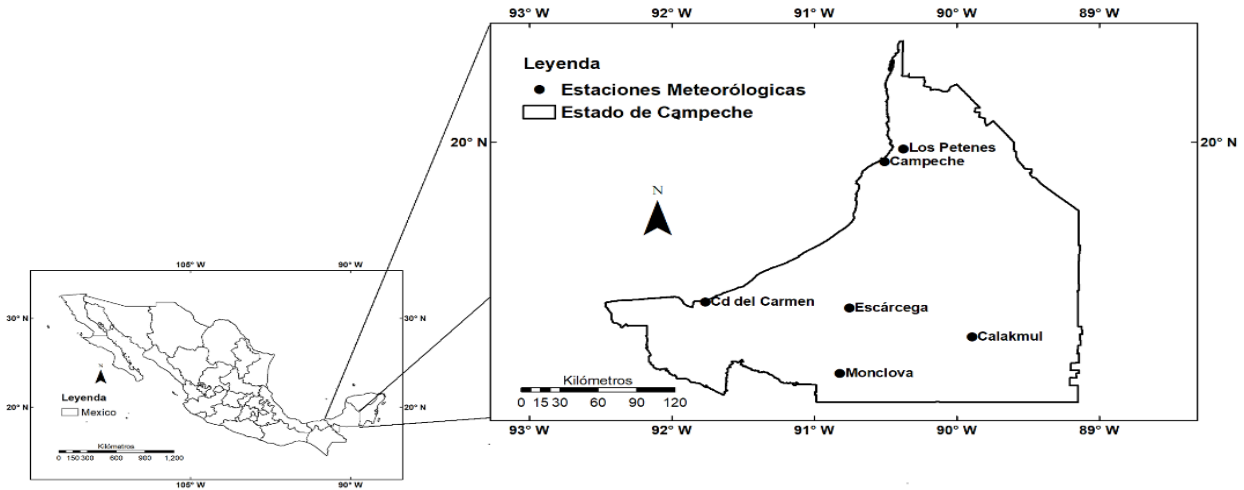 93° W 92° W 91° W 90° W 89° W
Leyenda
Estaciones Meteorólogicas
Estado de Campeche
20° N 20° N
Los Petenes
Campeche
N
Cd del Carmen
Escárcega
Calakmul
Monclova
Kilómetros
0 15 30 60 90 120
93° W 92° W 91° W 90° W 89° W
105° W 90° W
30° N 30° N
N
Leyenda
Mexico
20° N 20° N
Kilómetros
0 150 300 600 900 1,200
105° W 90° W